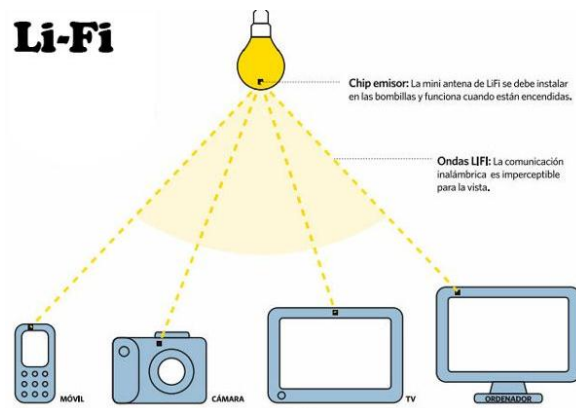 Li-Fi
Chip emisor: La mini antena de LiFi se debe instalar
en las bombillas y funciona cuando están encendidas.
Ondas LIFI: La comunicación
inalámbrica es imperceptible
para la vista.
MÓVIL
CÁMARA
TV
ORDENADOR